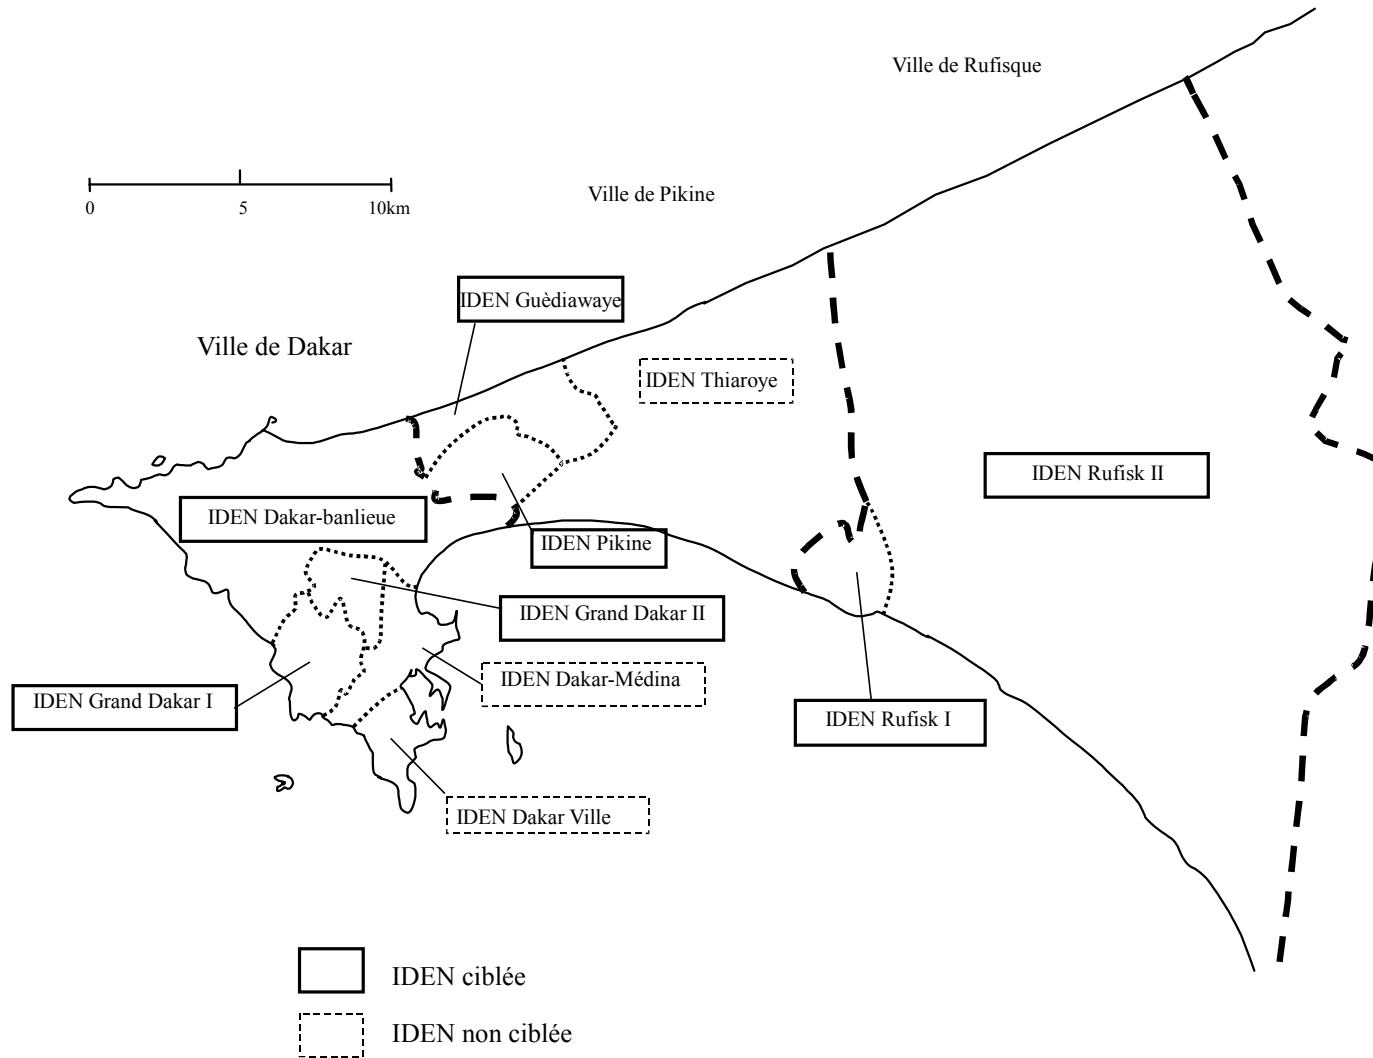 Ville de Rufisque
Ville de Pikine
0 5 10km
IDEN Guèdiawaye
Ville de Dakar
IDEN Thiaroye
IDEN Rufisk II
IDEN Dakar-banlieue
IDEN Pikine
IDEN Grand Dakar II
IDEN Dakar-Médina
IDEN Grand Dakar I
IDEN Rufisk I
IDEN Dakar Ville
IDEN ciblée
IDEN non ciblée